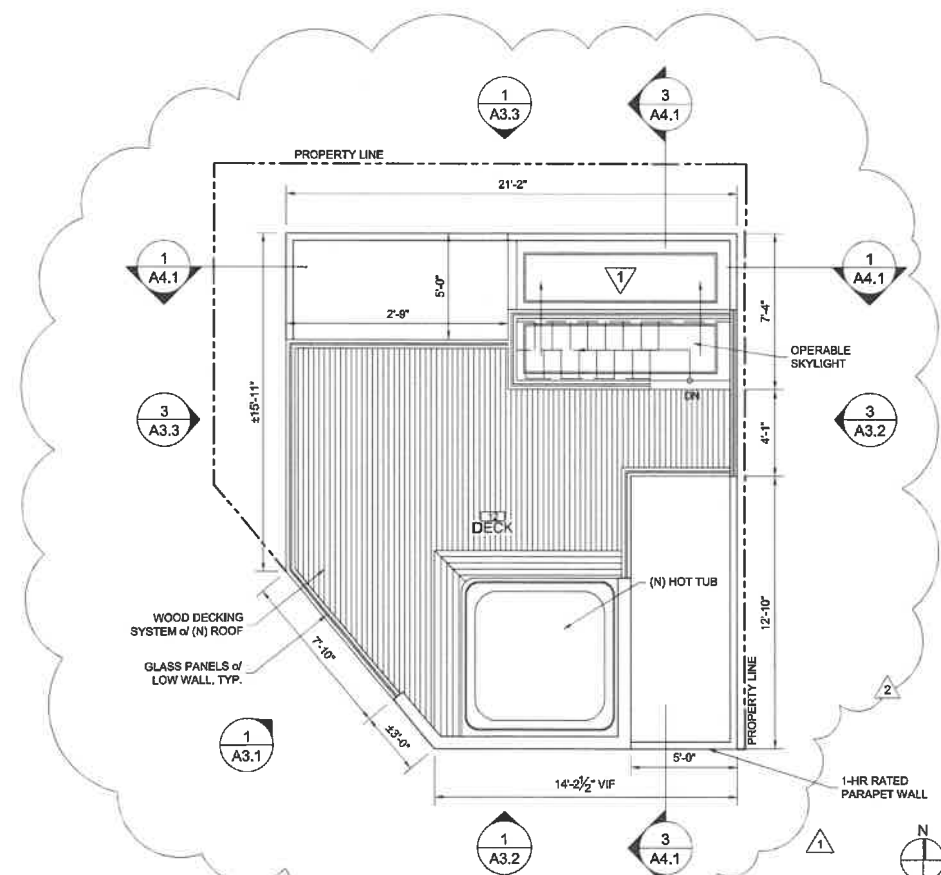 1
A3.3
3
A4.1
PROPERTY LINE
21'-2"
1
A4.1
1
1
A4.1
5'-0"
2'-9"
7'-4"
OPERABLE
SKYLIGHT
DN
±15'-11"
3
A3.3
4'-1"
3
A3.2
12
DECK
(N) HOT TUB
WOOD DECKING
SYSTEM o/ (N) ROOF
GLASS PANELS o/
LOW WALL, TYP.
7'-10"
±3'-0"
12'-10"
PROPERTY LINE
2
1
A3.1
5'-0"
14'-2½" VIF
1-HR RATED
PARAPET WALL
1
A3.2
3
A4.1
1
N